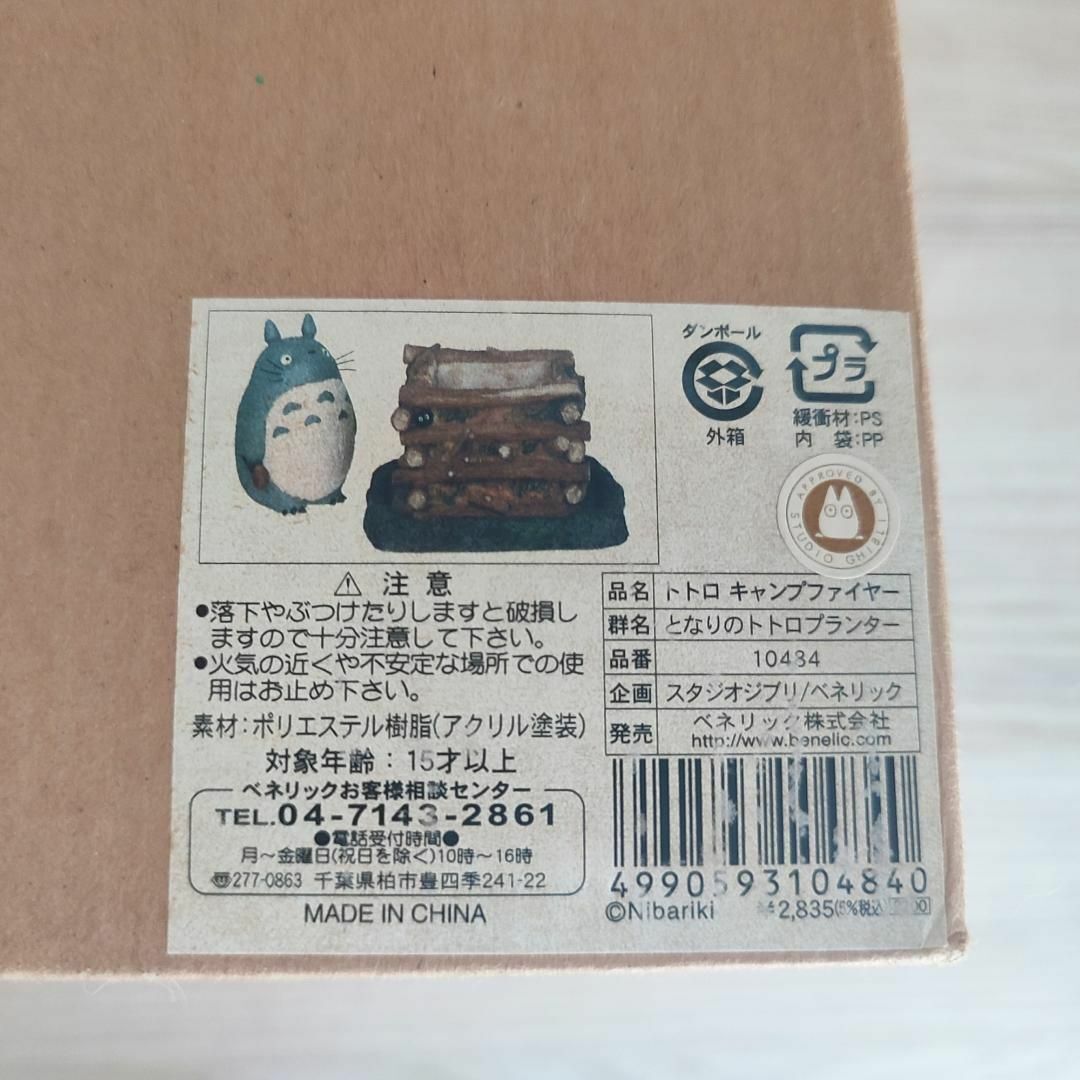 ダンボール
外箱
プラ
緩衝材:PS
内 袋:PP
APPROVED BY STUDIO GHIBLI
⚠ 注 意
●落下やぶつけたりしますと破損し
ますので十分注意して下さい。
●火気の近くや不安定な場所での使
用はお止め下さい。
素材:ポリエステル樹脂(アクリル塗装)
対象年齢:15才以上
ベネリックお客様相談センター
TEL.04-7143-2861
●電話受付時間●
月~金曜日(祝日を除く)10時~16時
277-0863 千葉県柏市豊四季241-22
MADE IN CHINA
品名 トトロ キャンプファイヤー
群名 となりのトトロプランター
品番 10484
企画 スタジオジブリ/ベネリック
発売 ベネリック株式会社
http://www.benelic.com
4990593104840
©Nibariki ¥2,835(5%税込)